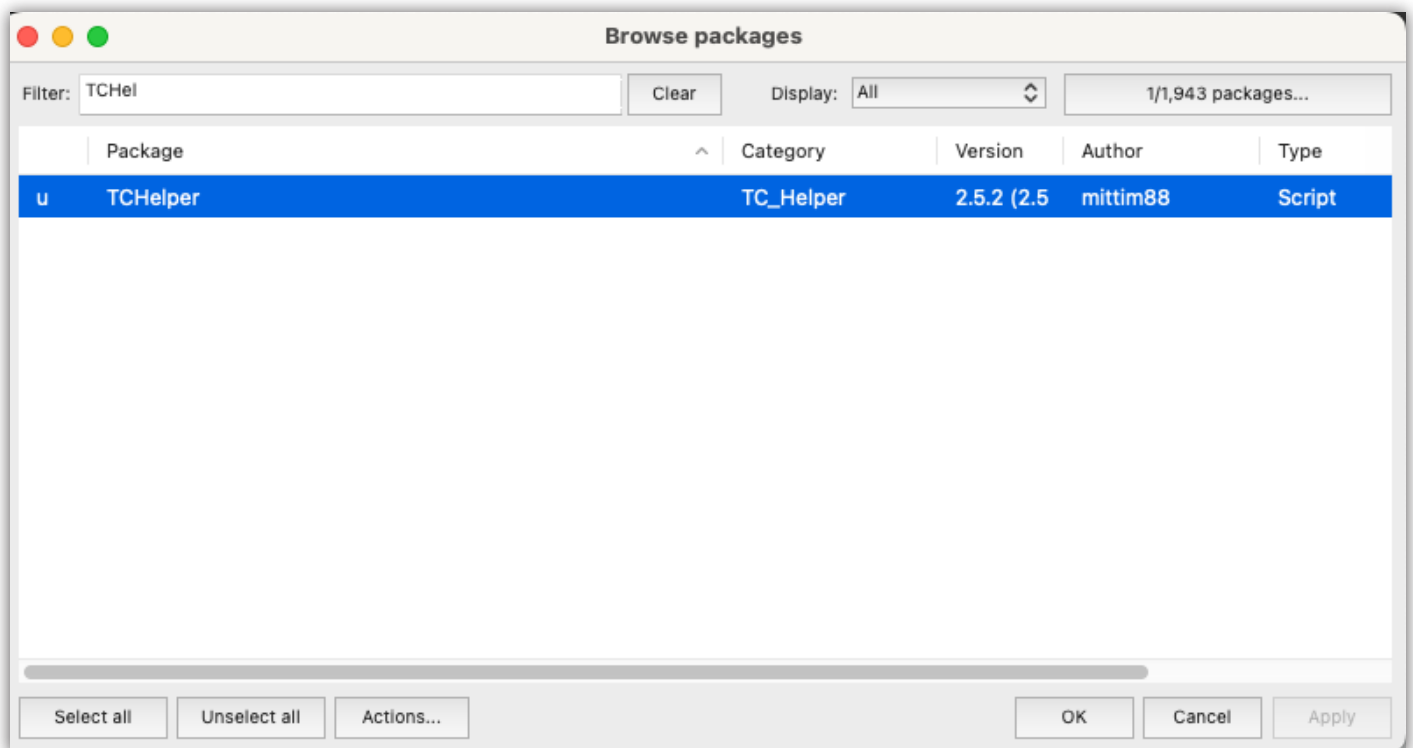 Browse packages
Filter: TCHel Clear Display: All 1/1,943 packages...
Package Category Version Author Type
u TCHelper TC_Helper 2.5.2 (2.5 mittim88 Script
Select all Unselect all Actions... OK Cancel Apply